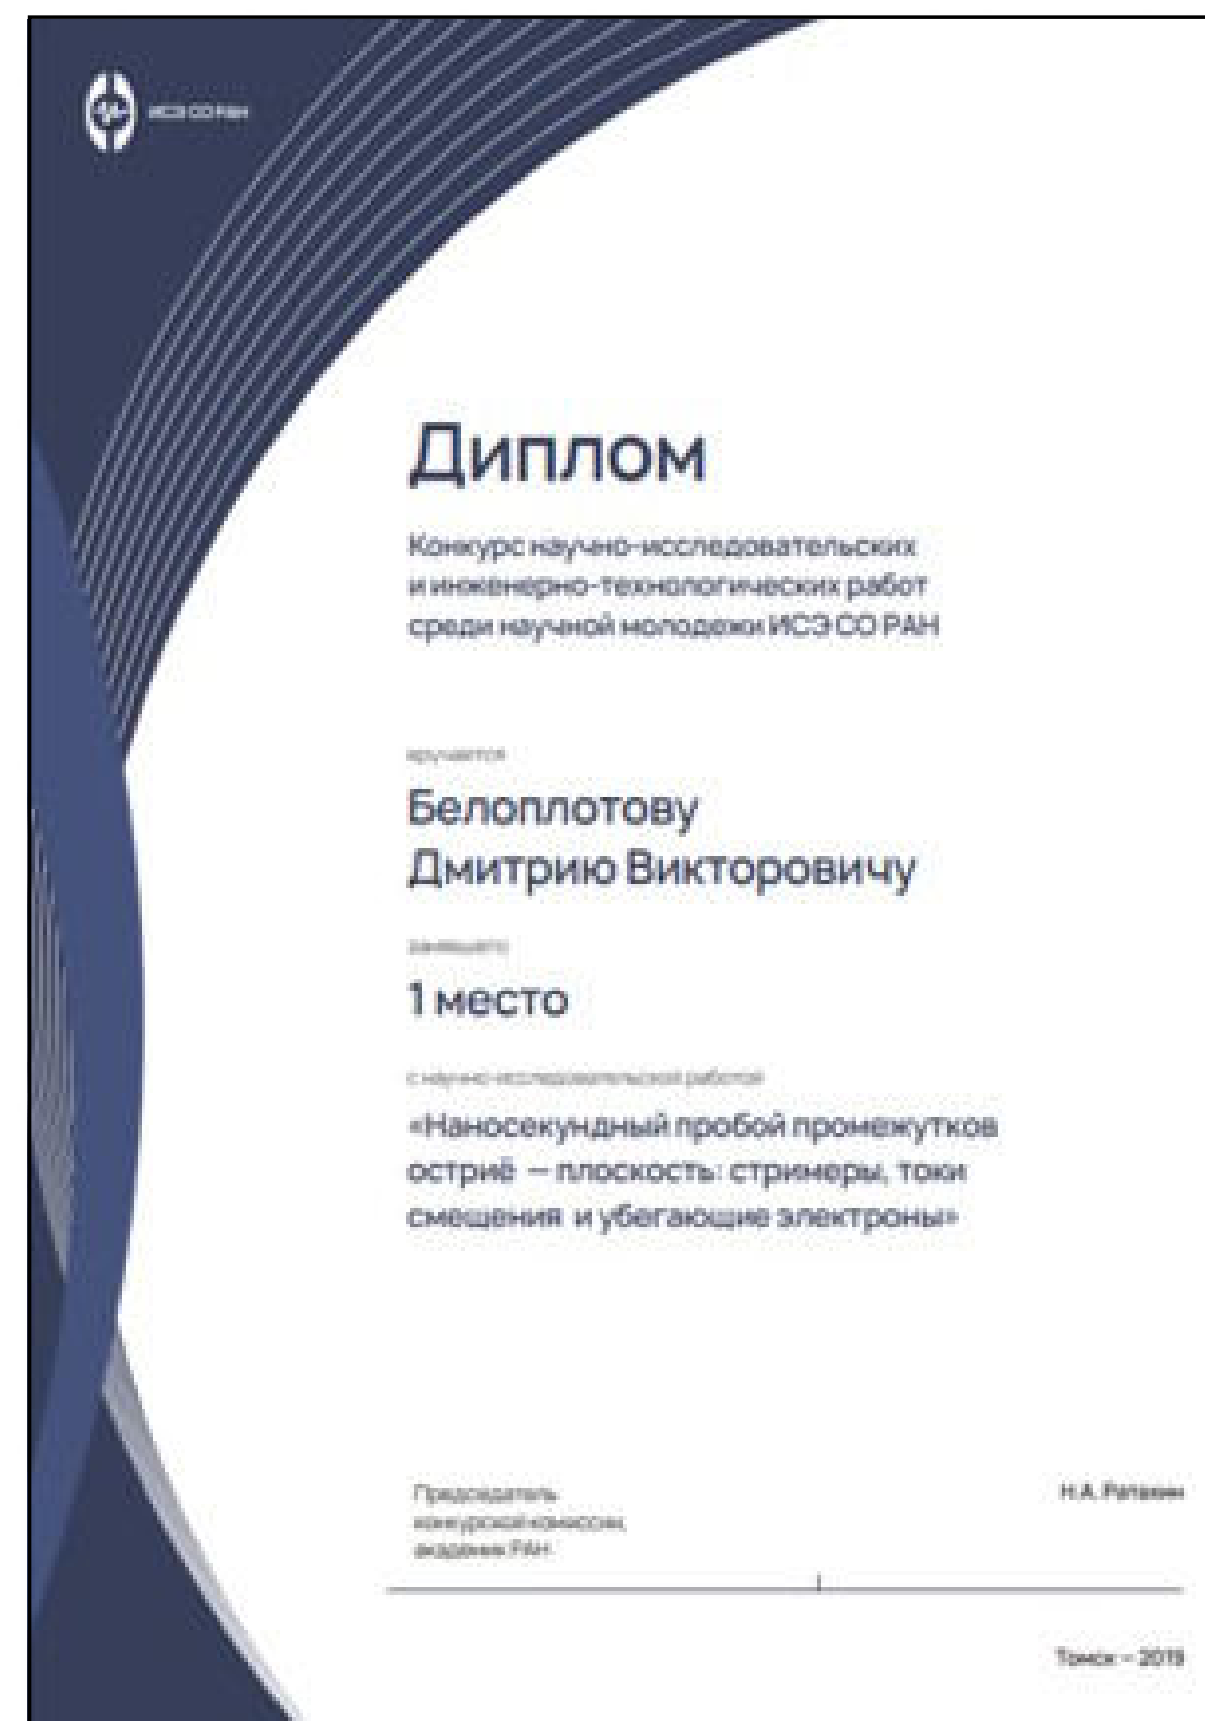 ИСЭ СО РАН
Диплом
Конкурс научно-исследовательских
и инженерно-технологических работ
среди научной молодежи ИСЭ СО РАН
вручается
Белоплотову
Дмитрию Викторовичу
занявшего
1 место
с научно-исследовательской работой
«Наносекундный пробой промежутков
остриё – плоскость: стримеры, токи
смещения и убегающие электроны»
Председатель
конкурсной комиссии,
академик РАН
Н.А. Ратахин
Томск – 2019